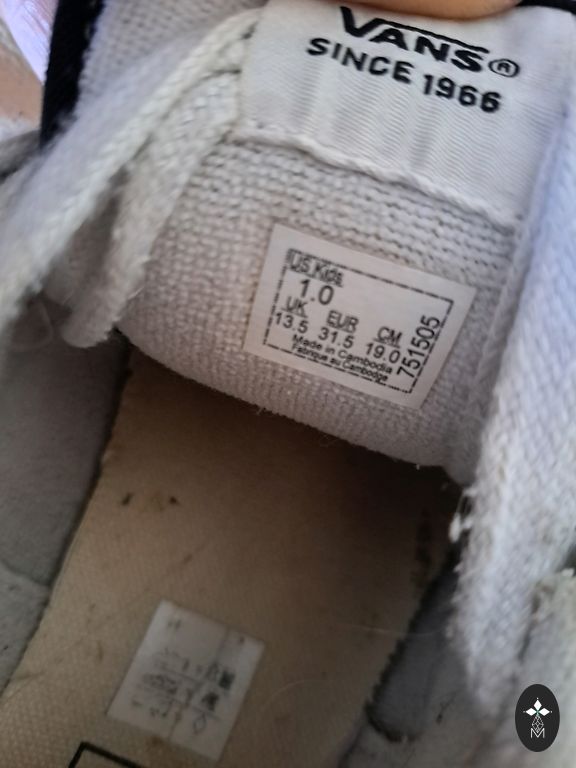 VANS®
SINCE 1966
US Kids
1.0
UK EUR CM
13.5 31.5 19.0
Made in Cambodia
Fabriqué au Cambodge
751505
M